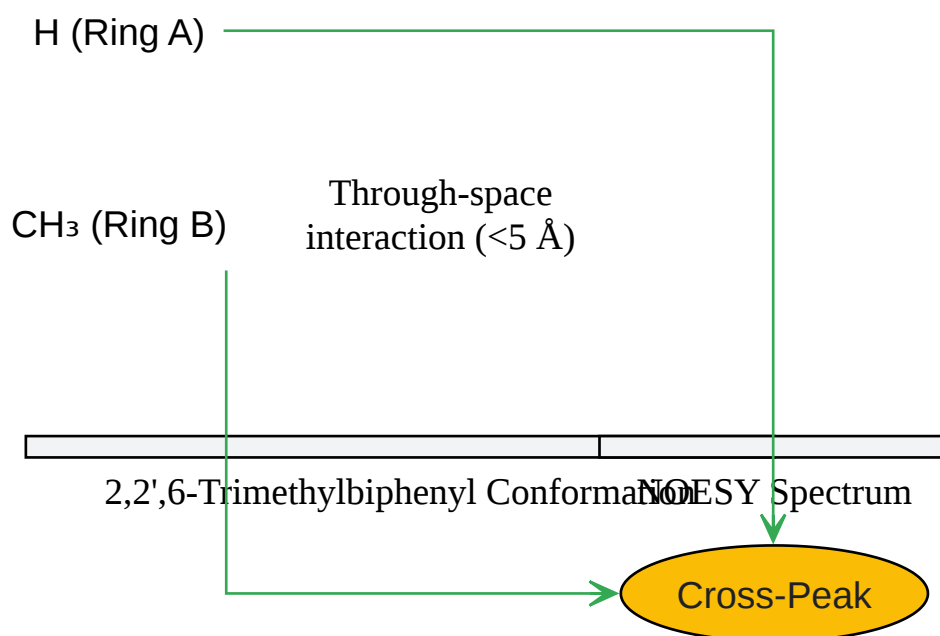 H (Ring A)
Through-space
interaction (<5 Å)
CH₃ (Ring B)
2,2',6-Trimethylbiphenyl Conformation
NOESY Spectrum
Cross-Peak